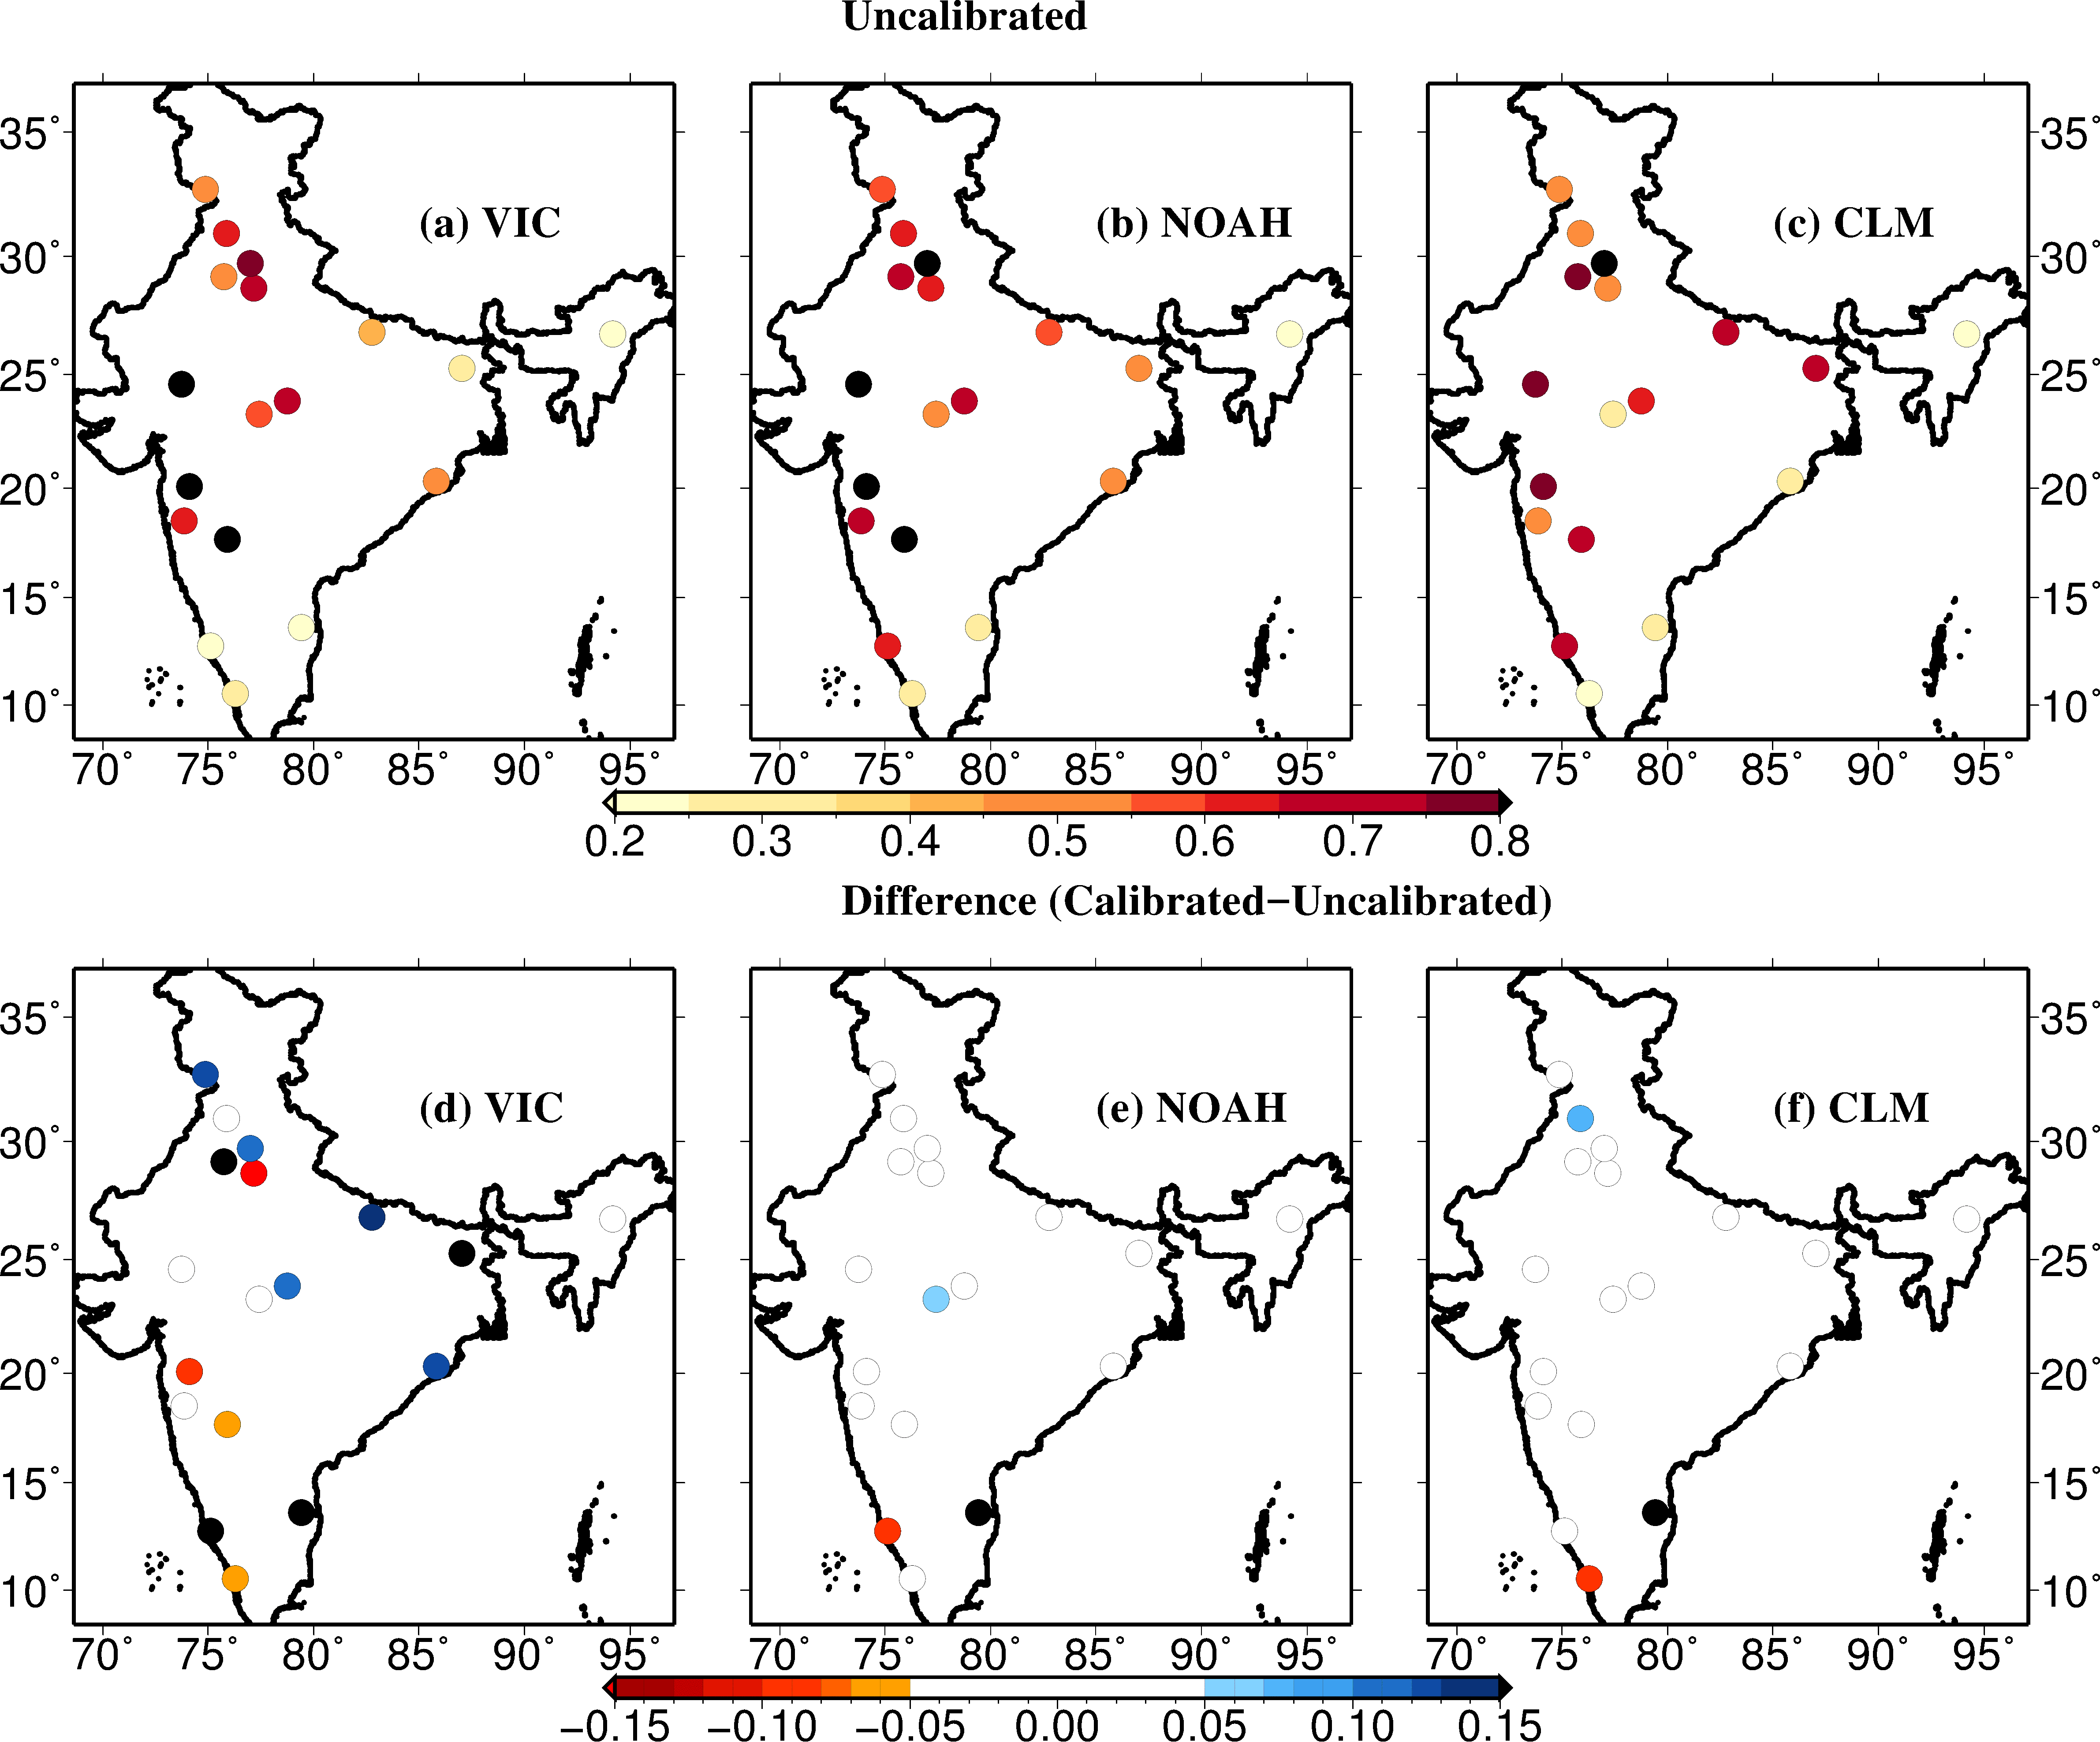 Uncalibrated
(a) VIC
(b) NOAH
(c) CLM
35° 35°
30° 30°
25° 25°
20° 20°
15° 15°
10° 10°
70° 75° 80° 85° 90° 95° 70° 75° 80° 85° 90° 95° 70° 75° 80° 85° 90° 95°
0.2 0.3 0.4 0.5 0.6 0.7 0.8
Difference (Calibrated−Uncalibrated)
(d) VIC
(e) NOAH
(f) CLM
35° 35°
30° 30°
25° 25°
20° 20°
15° 15°
10° 10°
70° 75° 80° 85° 90° 95° 70° 75° 80° 85° 90° 95° 70° 75° 80° 85° 90° 95°
−0.15 −0.10 −0.05 0.00 0.05 0.10 0.15